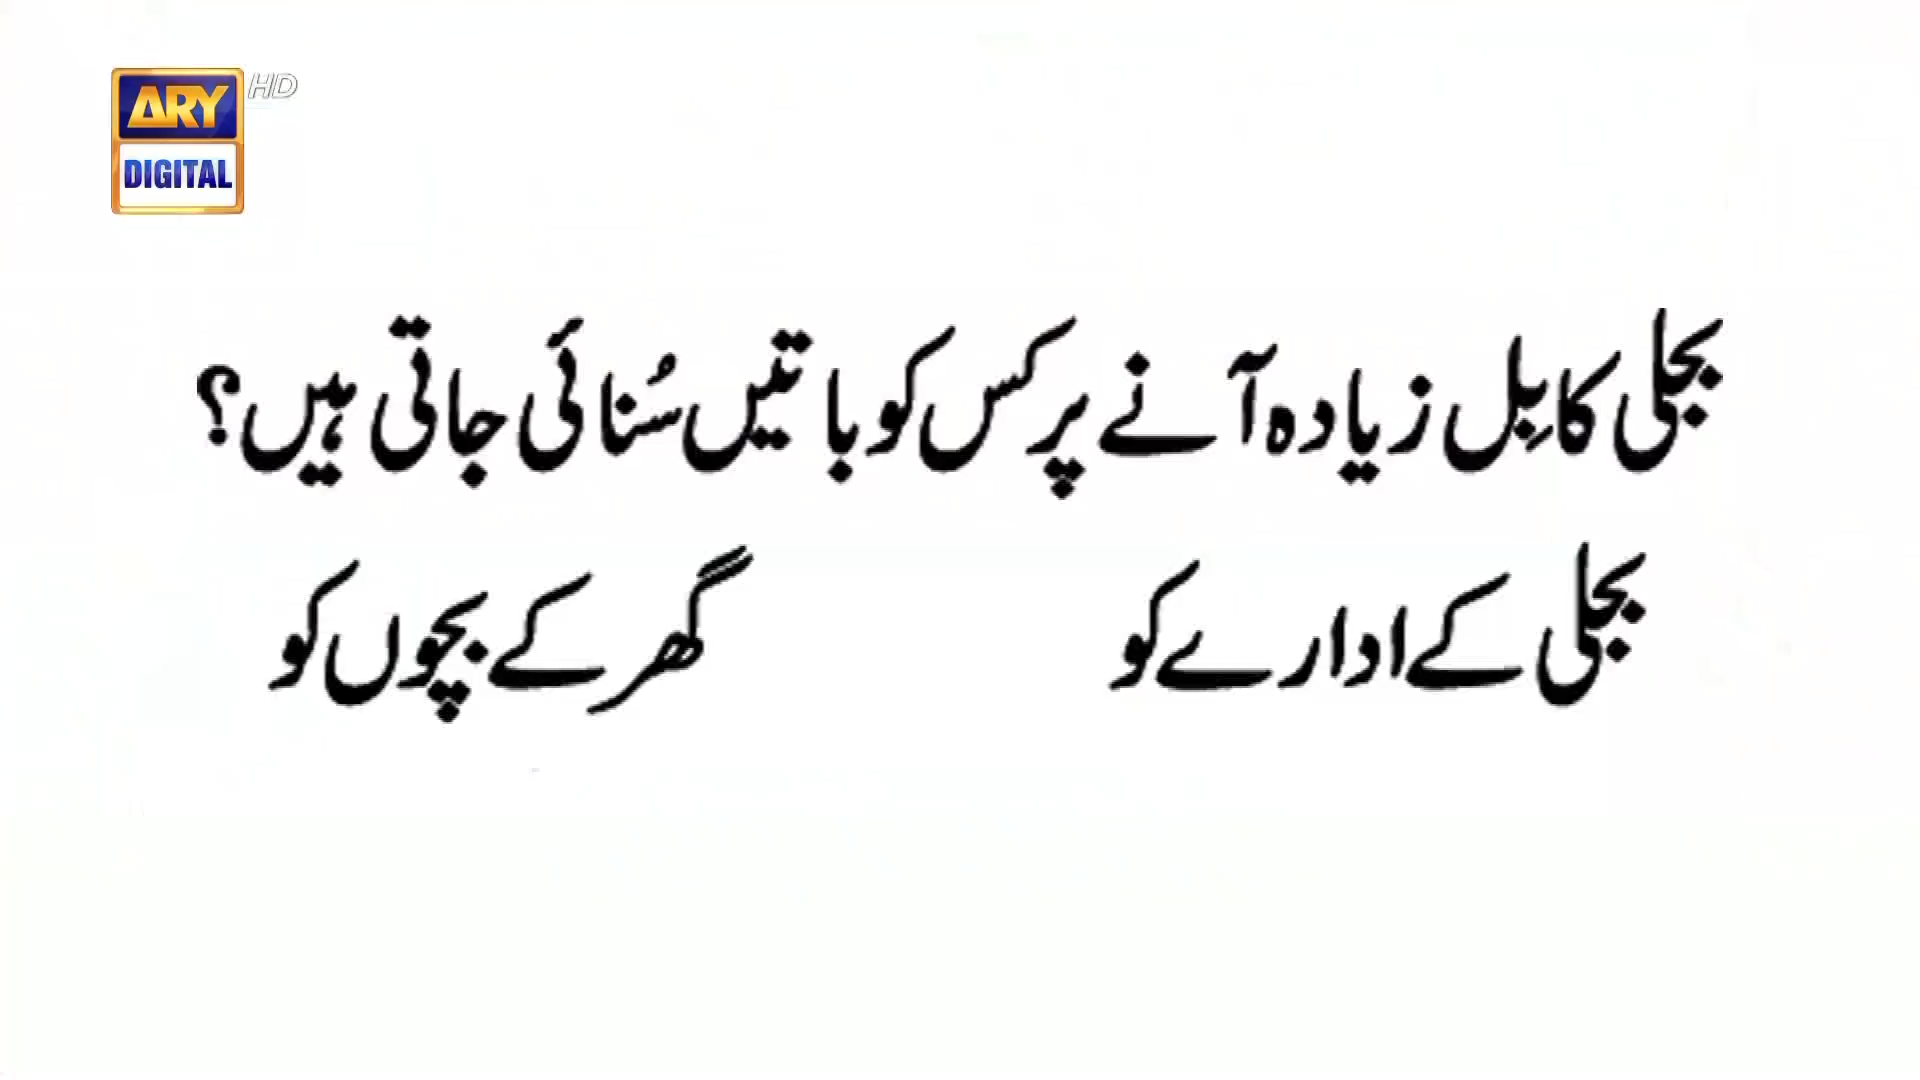 ARY HD
DIGITAL
بجلی کا بِل زیادہ آنے پر کس کو باتیں سُنائی جاتی ہیں؟
بجلی کے ادارے کو گھر کے بچوں کو